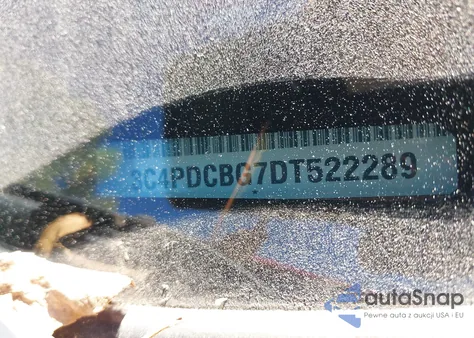 3C4PDCBG7DT522289
autoSnap
Pewne auta z aukcji USA i EU